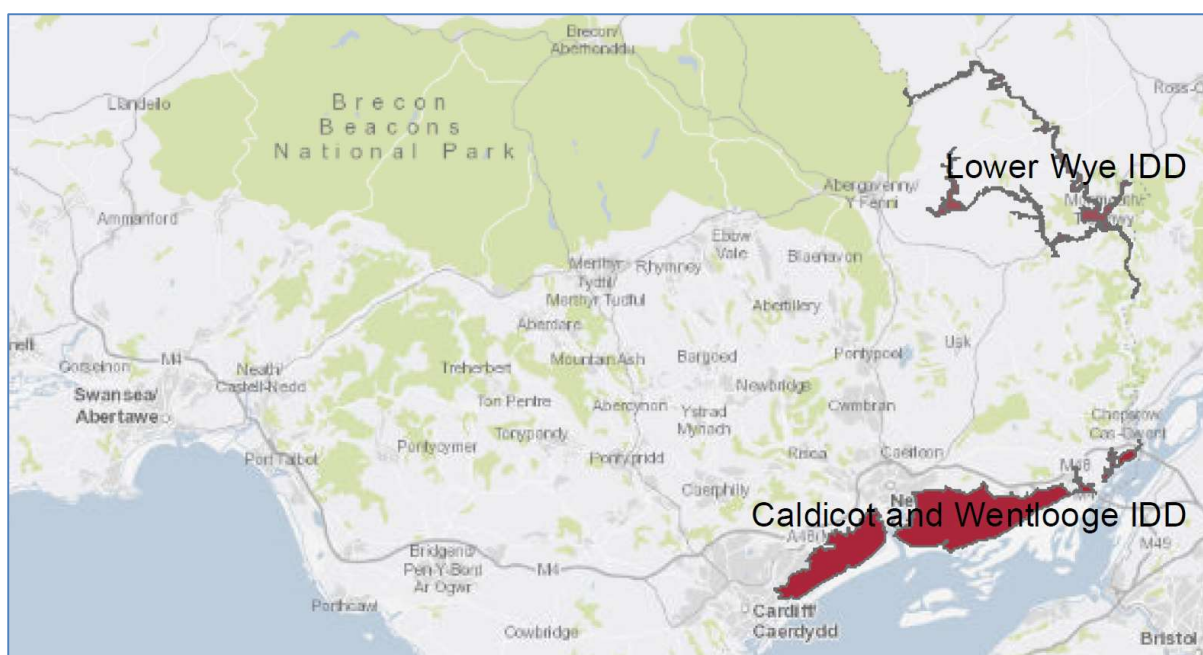 Brecon/
Aberhonddu
Llandeilo
Brecon
Beacons
National Park
Ross-O
Lower Wye IDD
Abergavenny/
Y Fenni
Ammanford
Ebbw
Vale
Blaenavon
Merthyr
Tydfil/
Merthyr Tudful
Rhymney
Abertillery
Aberdare
Usk
Mountain Ash
Bargoed
Pontypool
Treherbert
M4
Gorseinon
Neath/
Castell-Nedd
Newbridge
Swansea/
Abertawe
Ton Pentre
Abercynon
Ystrad
Mynach
Cwmbran
Chepstow/
Cas-Gwent
Pontycymer
Tonypandy
Pontypridd
Risca
Caerleon
Port Talbot
M48
Caerphilly
Ne
Caldicot and Wentlooge IDD
Bridgend/
Pen-Y-Bont
Ar Ogwr
M4
M49
Porthcawl
Cardiff/
Caerdydd
Cowbridge
Bristol